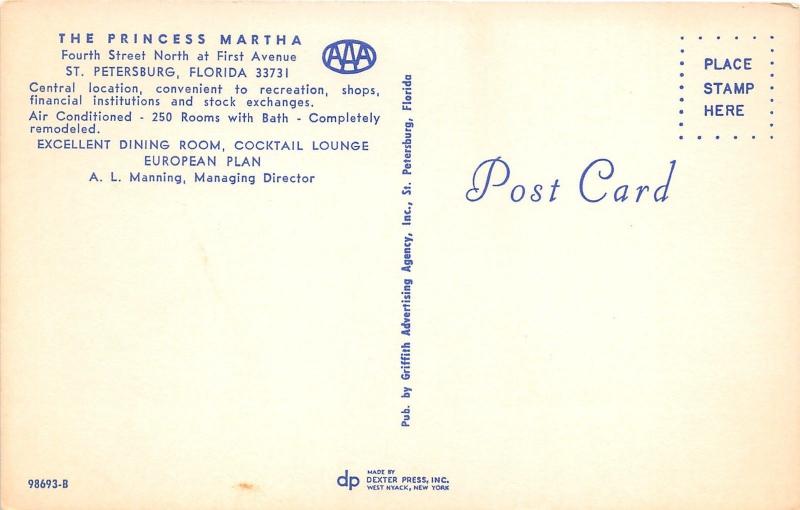 THE PRINCESS MARTHA
Fourth Street North at First Avenue
ST. PETERSBURG, FLORIDA 33731
AAA
Central location, convenient to recreation, shops,
financial institutions and stock exchanges.
Air Conditioned - 250 Rooms with Bath - Completely
remodeled.
EXCELLENT DINING ROOM, COCKTAIL LOUNGE
EUROPEAN PLAN
A. L. Manning, Managing Director
Pub. by Griffith Advertising Agency, Inc., St. Petersburg, Florida
PLACE
STAMP
HERE
Post Card
98693-B
dp
MADE BY
DEXTER PRESS, INC.
WEST NYACK, NEW YORK